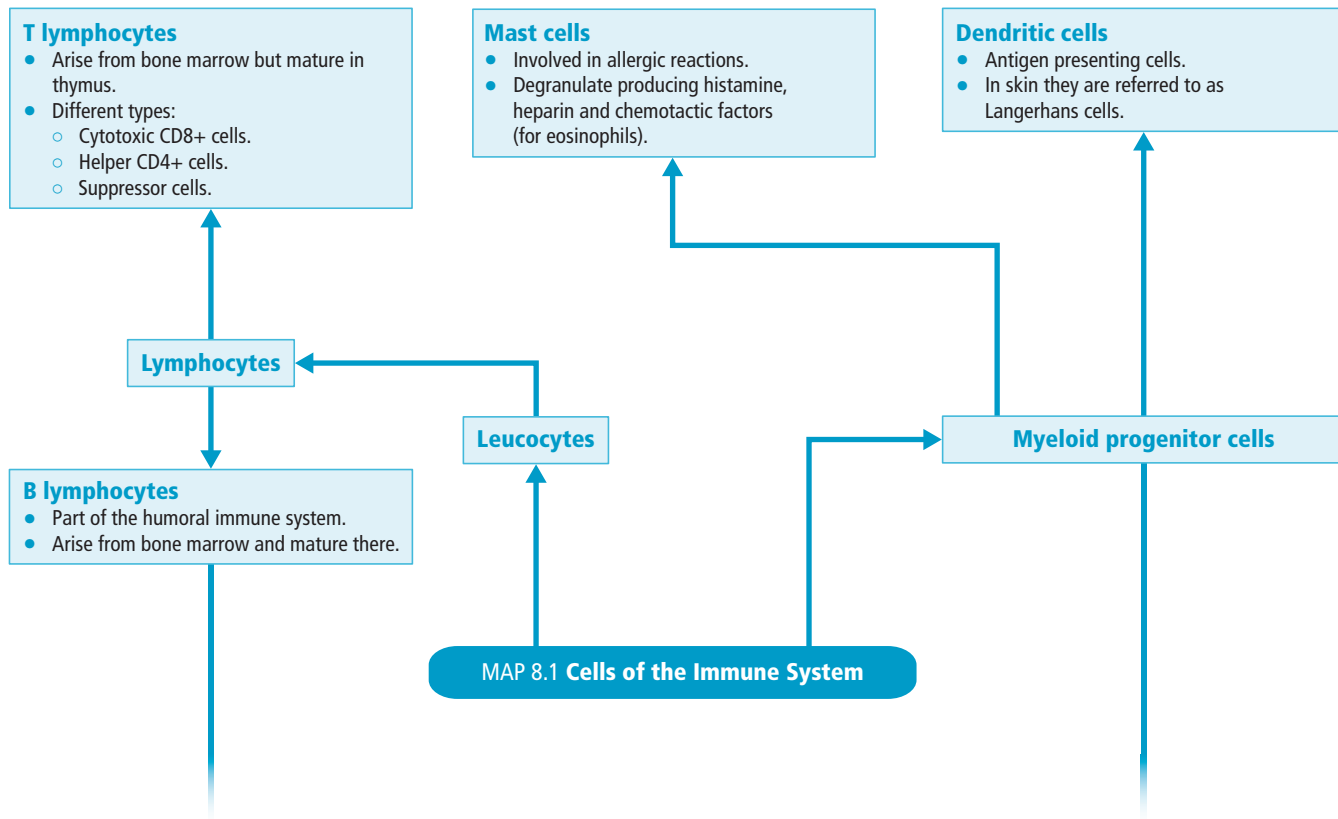 T lymphocytes
● Arise from bone marrow but mature in
thymus.
● Different types:
○ Cytotoxic CD8+ cells.
○ Helper CD4+ cells.
○ Suppressor cells.
Mast cells
● Involved in allergic reactions.
● Degranulate producing histamine,
heparin and chemotactic factors
(for eosinophils).
Dendritic cells
● Antigen presenting cells.
● In skin they are referred to as
Langerhans cells.
Lymphocytes
Leucocytes
Myeloid progenitor cells
B lymphocytes
● Part of the humoral immune system.
● Arise from bone marrow and mature there.
MAP 8.1 Cells of the Immune System